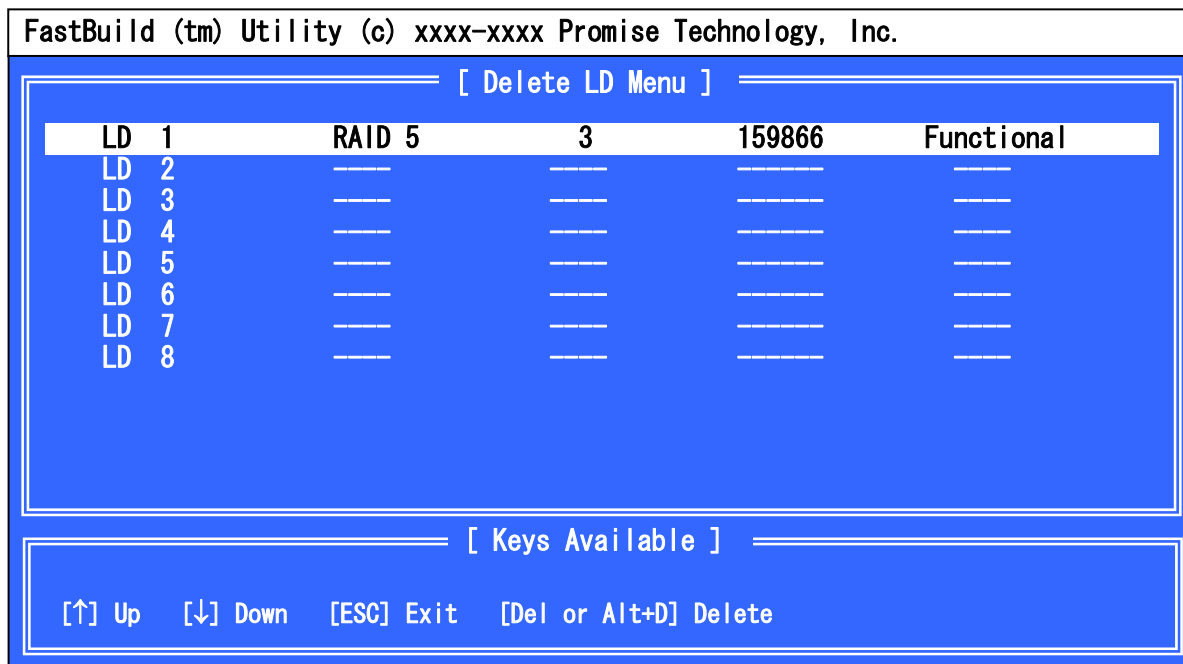 FastBuild (tm) Utility (c) xxxx-xxxx Promise Technology, Inc.
[ Delete LD Menu ]
LD 1 RAID 5 3 159866 Functional
LD 2 ---- ---- ------ ----
LD 3 ---- ---- ------ ----
LD 4 ---- ---- ------ ----
LD 5 ---- ---- ------ ----
LD 6 ---- ---- ------ ----
LD 7 ---- ---- ------ ----
LD 8 ---- ---- ------ ----
[ Keys Available ]
[↑] Up [↓] Down [ESC] Exit [Del or Alt+D] Delete